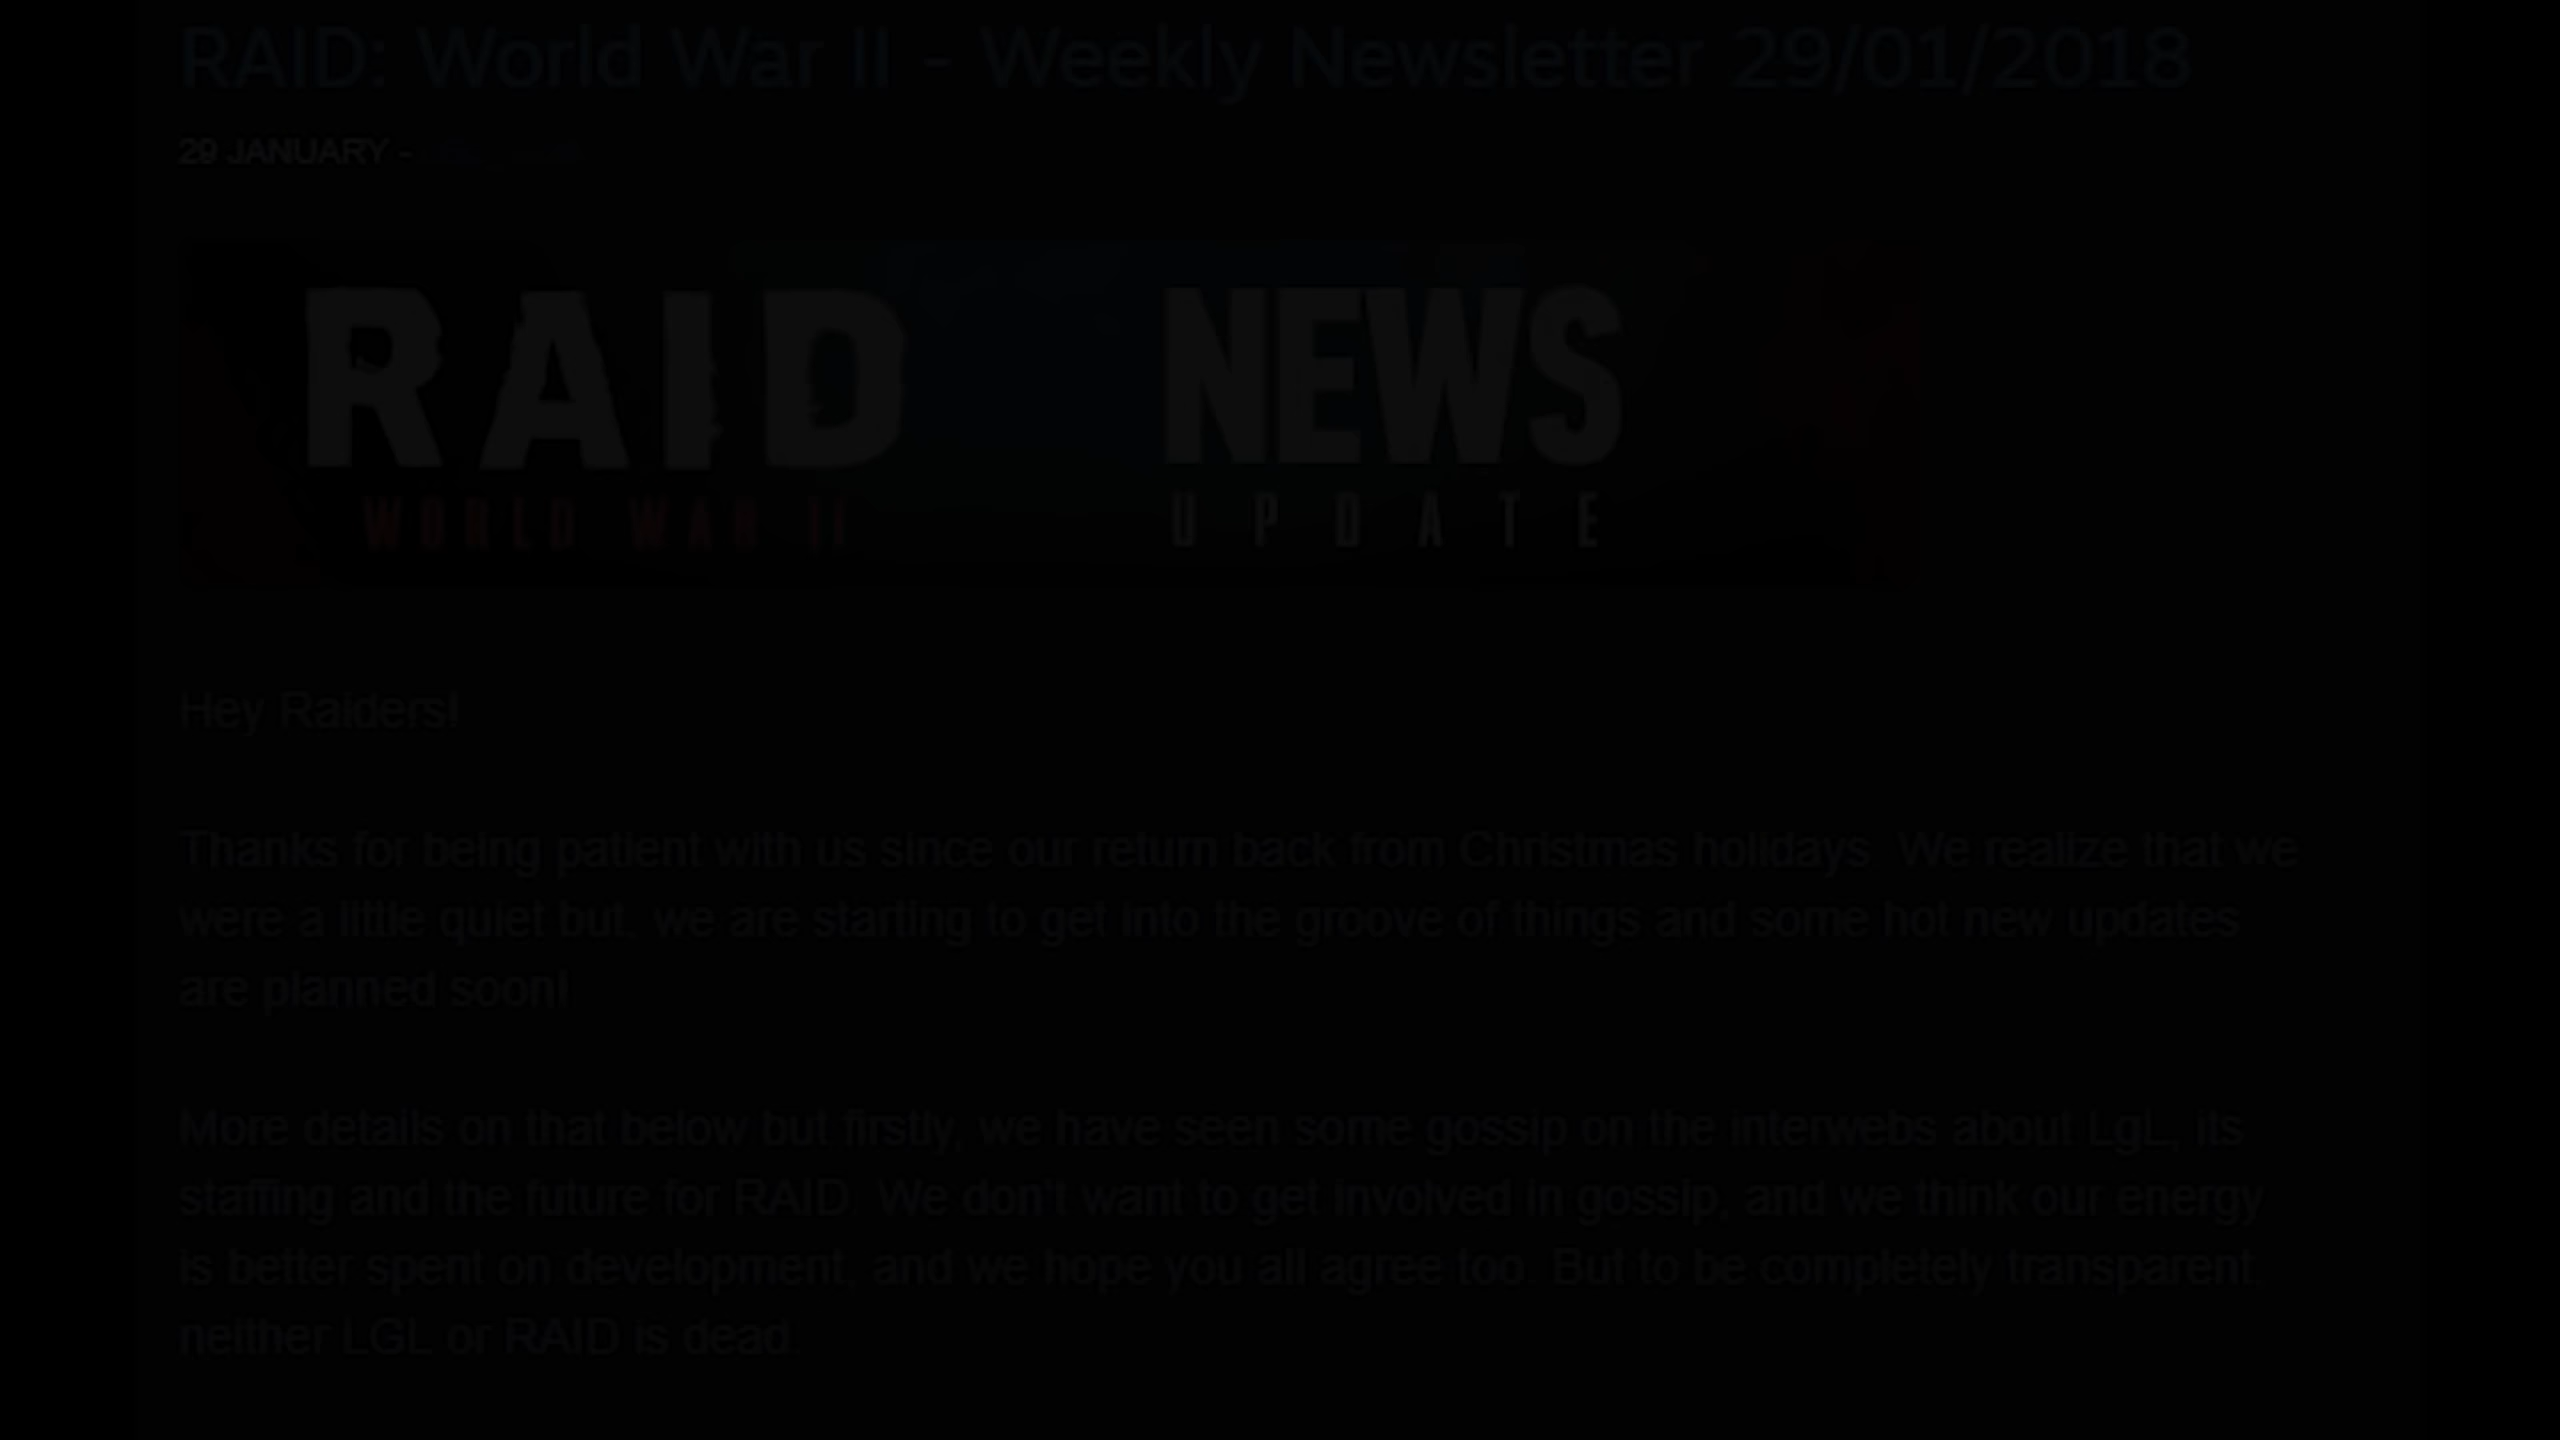 RAID: World War II - Weekly Newsletter 29/01/2018
29 JANUARY -
RAID
WORLD WAR II
NEWS
UPDATE
Hey Raiders!
Thanks for being patient with us since our return back from Christmas holidays. We realize that we
were a little quiet but, we are starting to get into the groove of things and some hot new updates
are planned soon!
More details on that below but firstly, we have seen some gossip on the interwebs about LgL, its
staffing and the future for RAID. We don't want to get involved in gossip, and we think our energy
is better spent on development, and we hope you all agree too. But to be completely transparent.
neither LGL or RAID is dead.